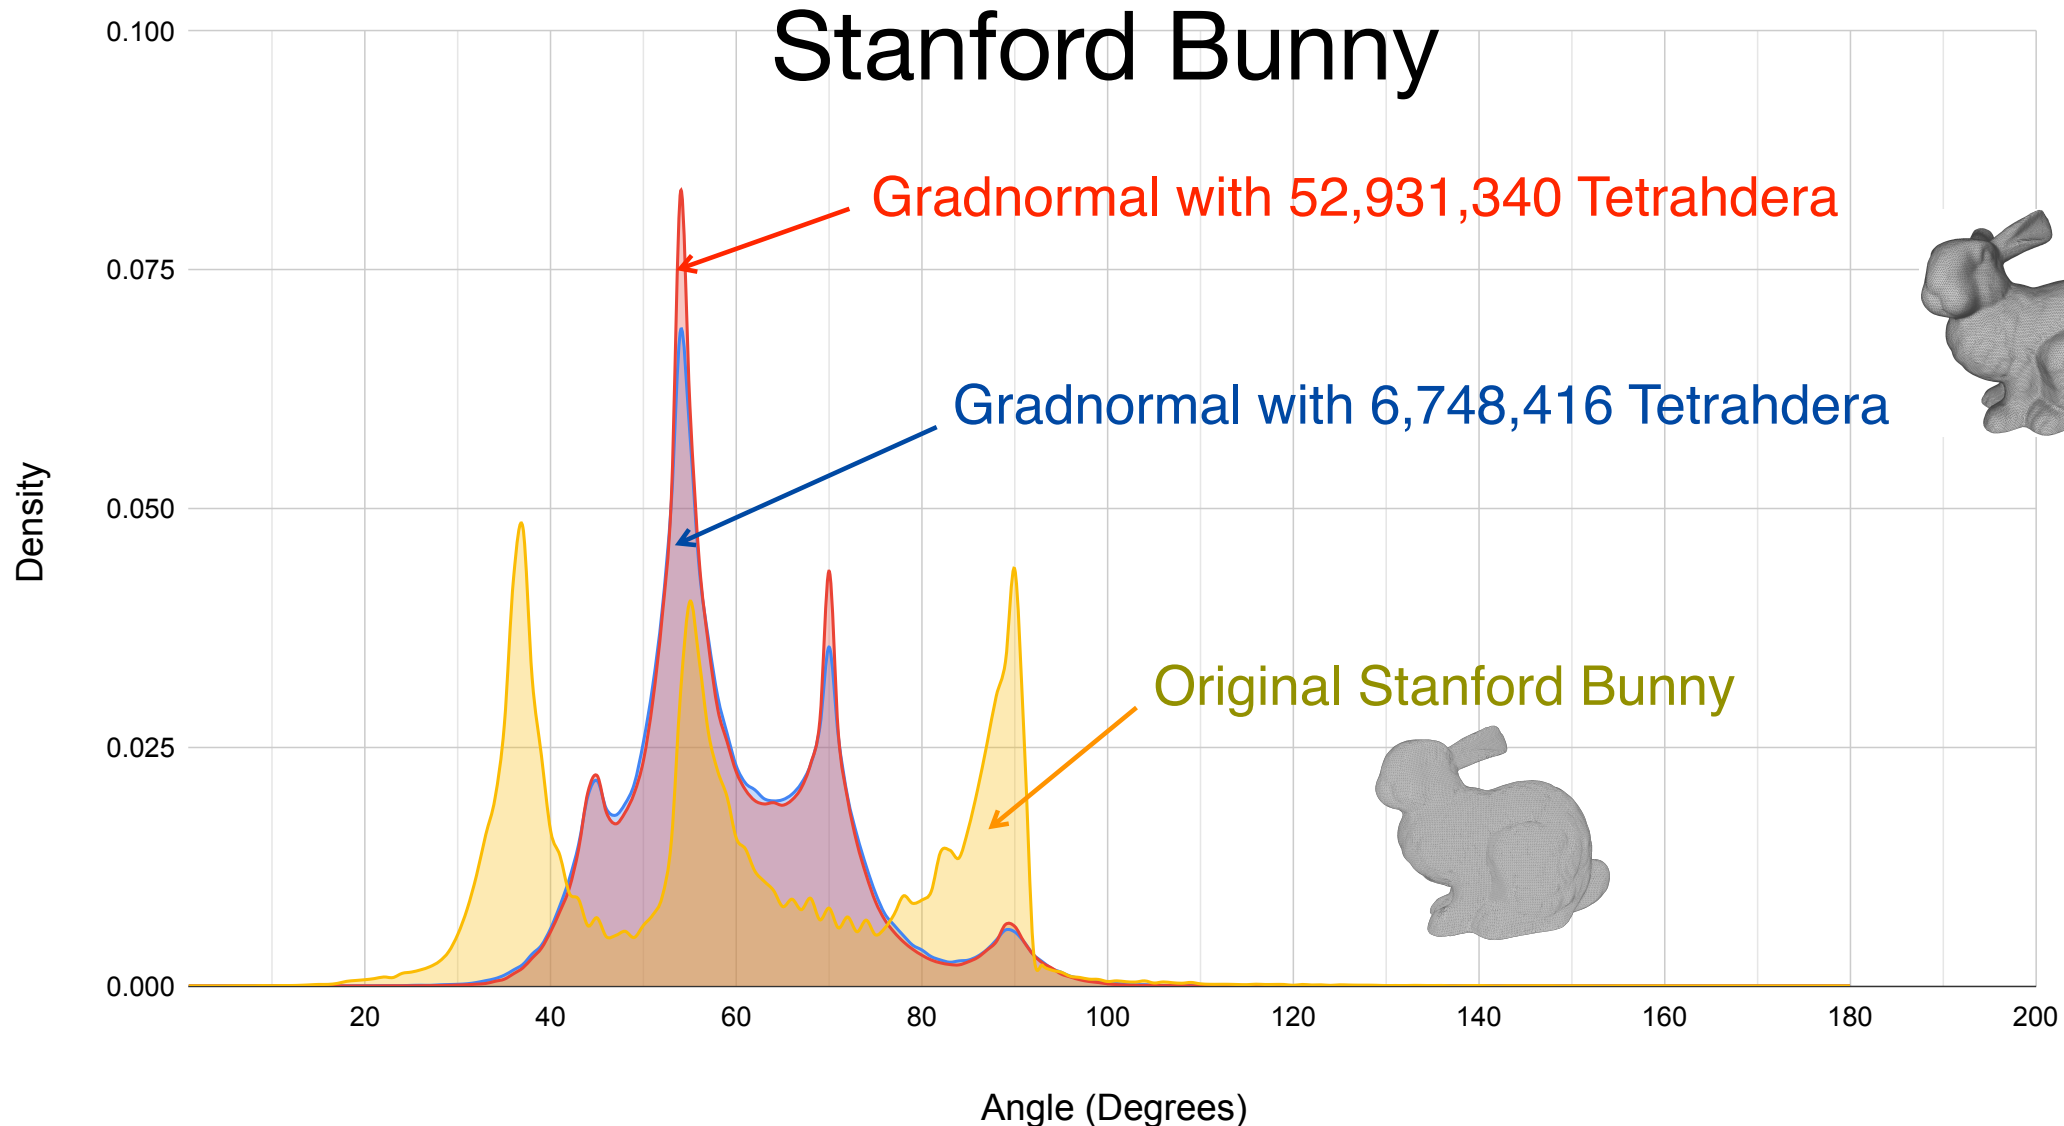 Stanford Bunny
0.100
0.075
0.050
0.025
0.000
Density
Gradnormal with 52,931,340 Tetrahdera
Gradnormal with 6,748,416 Tetrahdera
Original Stanford Bunny
20
40
60
80
100
120
140
160
180
200
Angle (Degrees)